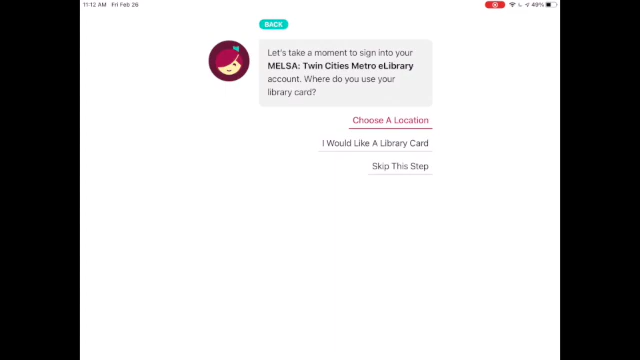 11:12 AM Fri Feb 26
49%
BACK
Let's take a moment to sign into your
MELSA: Twin Cities Metro eLibrary
account. Where do you use your
library card?
Choose A Location
I Would Like A Library Card
Skip This Step